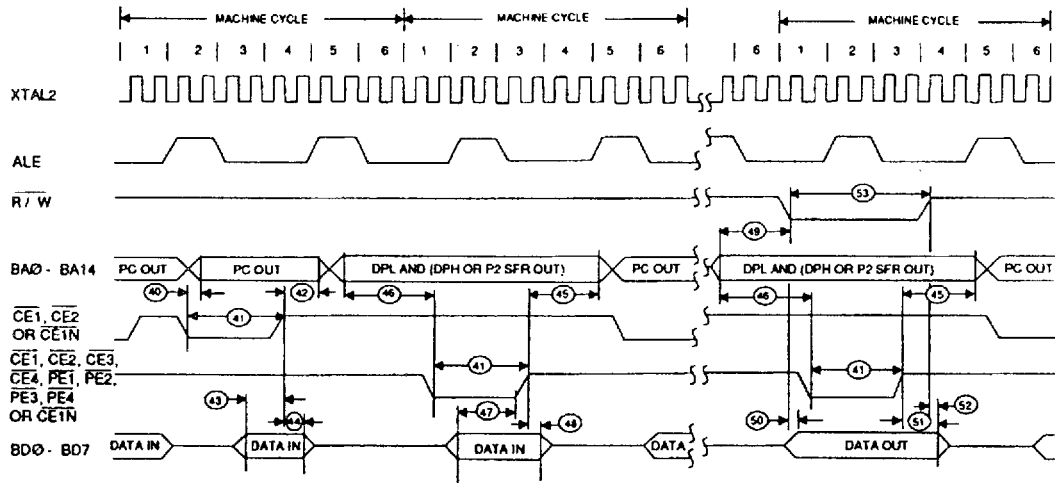 MACHINE CYCLE MACHINE CYCLE MACHINE CYCLE
1 2 3 4 5 6 1 2 3 4 5 6 6 1 2 3 4 5 6
XTAL2
ALE
R / W 53
49
BAØ - BA14 PC OUT PC OUT DPL AND (DPH OR P2 SFR OUT) PC OUT DPL AND (DPH OR P2 SFR OUT) PC OUT
40 42 46 45 46 45
CE1, CE2 41
OR CE1N
CE1, CE2, CE3, 41 41
CE4, PE1, PE2,
PE3, PE4 43 47 52
OR CE1N 44 48 50 51
BDØ - BD7 DATA IN DATA IN DATA IN DATA DATA OUT